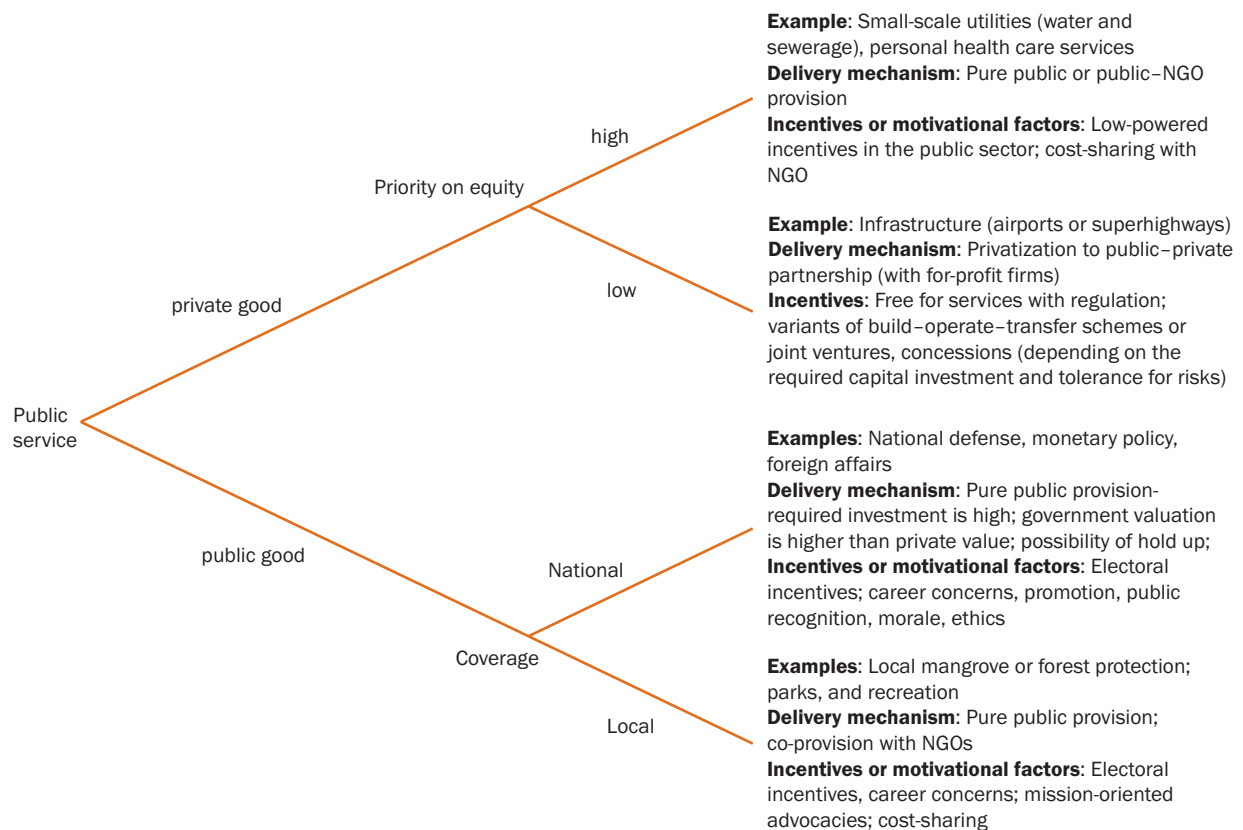 Example: Small-scale utilities (water and
sewerage), personal health care services
Delivery mechanism: Pure public or public–NGO
provision
Incentives or motivational factors: Low-powered
incentives in the public sector; cost-sharing with
NGO
high
Priority on equity
Example: Infrastructure (airports or superhighways)
Delivery mechanism: Privatization to public–private
partnership (with for-profit firms)
Incentives: Free for services with regulation;
variants of build–operate–transfer schemes or
joint ventures, concessions (depending on the
required capital investment and tolerance for risks)
low
private good
Public
service
Examples: National defense, monetary policy,
foreign affairs
Delivery mechanism: Pure public provision-
required investment is high; government valuation
is higher than private value; possibility of hold up;
Incentives or motivational factors: Electoral
incentives; career concerns, promotion, public
recognition, morale, ethics
public good
National
Coverage
Local
Examples: Local mangrove or forest protection;
parks, and recreation
Delivery mechanism: Pure public provision;
co-provision with NGOs
Incentives or motivational factors: Electoral
incentives, career concerns; mission-oriented
advocacies; cost-sharing